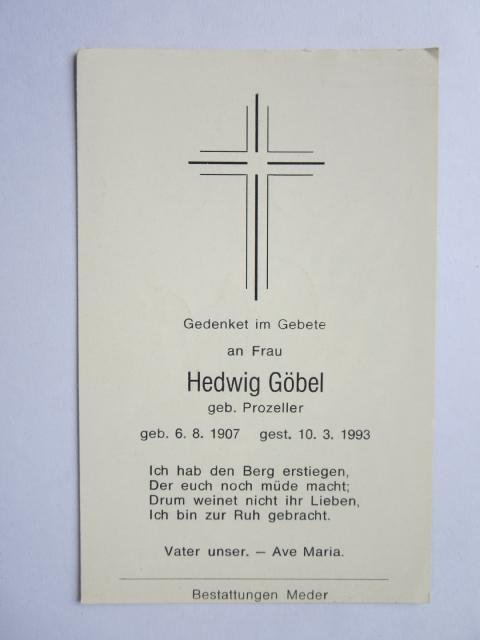 Gedenket im Gebete
an Frau
Hedwig Göbel
geb. Prozeller
geb. 6. 8. 1907 gest. 10. 3. 1993
Ich hab den Berg erstiegen,
Der euch noch müde macht;
Drum weinet nicht ihr Lieben,
Ich bin zur Ruh gebracht.
Vater unser. — Ave Maria.
Bestattungen Meder